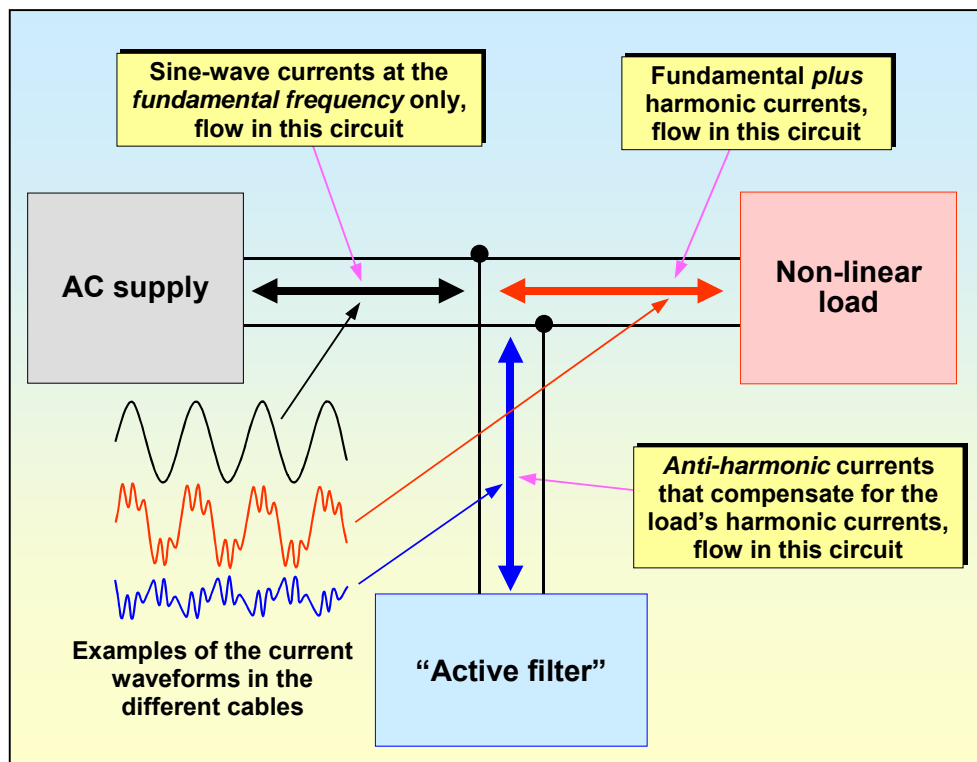 Sine-wave currents at the
fundamental frequency only,
flow in this circuit
Fundamental plus
harmonic currents,
flow in this circuit
AC supply
Non-linear
load
Anti-harmonic currents
that compensate for the
load’s harmonic currents,
flow in this circuit
Examples of the current
waveforms in the
different cables
“Active filter”